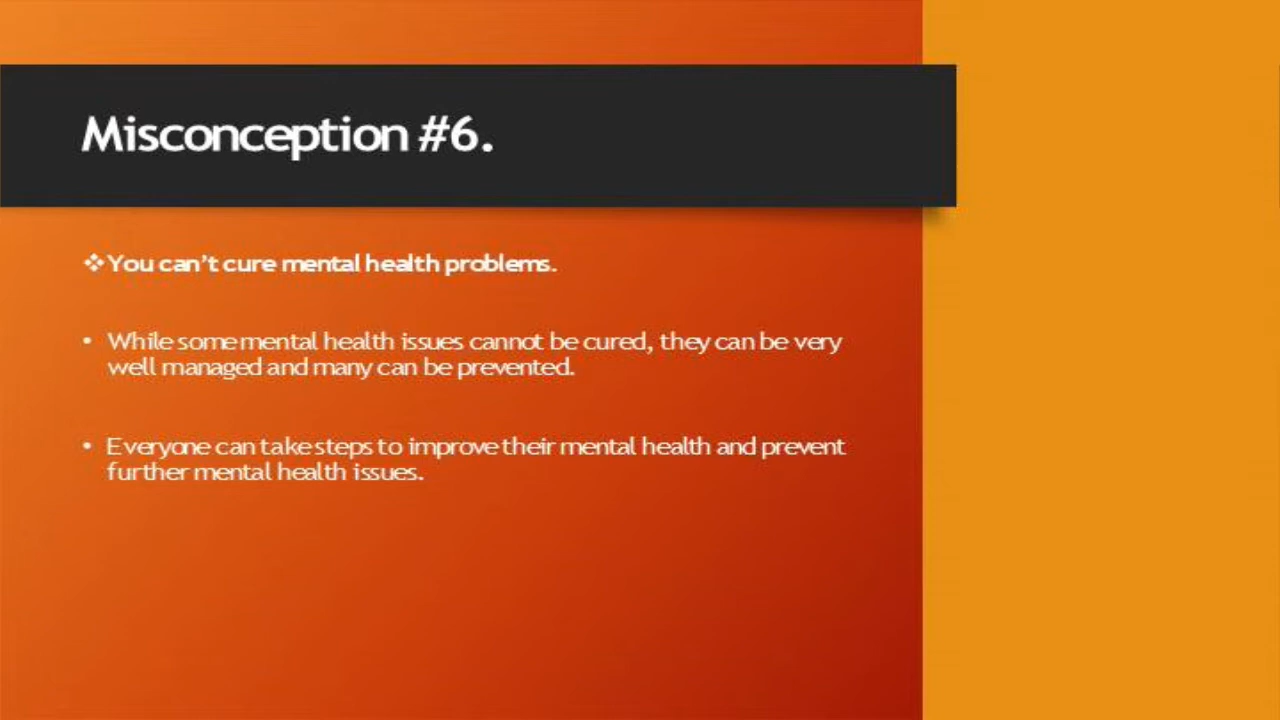 Misconception #6.
❖You can't cure mental health problems.
• While some mental health issues cannot be cured, they can be very
well managed and many can be prevented.
• Everyone can take steps to improve their mental health and prevent
further mental health issues.